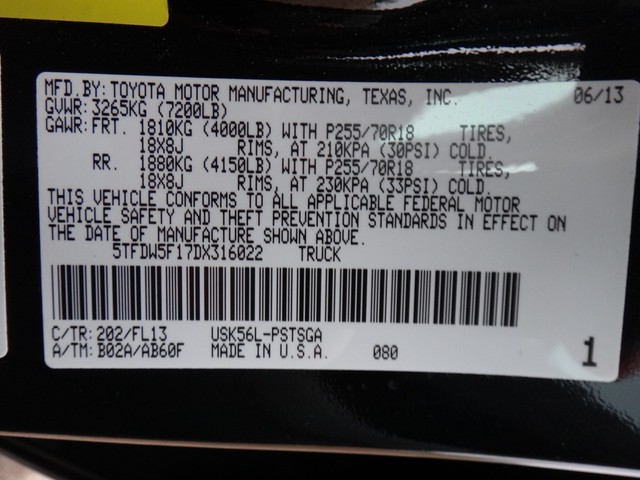 MFD.BY: TOYOTA MOTOR MANUFACTURING, TEXAS, INC. 06/13
GVWR: 3265KG (7200LB)
GAWR: FRT. 1810KG (4000LB) WITH P255/70R18 TIRES,
18X8J RIMS, AT 210KPA (30PSI) COLD.
RR. 1880KG (4150LB) WITH P255/70R18 TIRES,
18X8J RIMS, AT 230KPA (33PSI) COLD.
THIS VEHICLE CONFORMS TO ALL APPLICABLE FEDERAL MOTOR
VEHICLE SAFETY AND THEFT PREVENTION STANDARDS IN EFFECT ON
THE DATE OF MANUFACTURE SHOWN ABOVE.
5TFDW5F17DX316022 TRUCK
C/TR: 202/FL13 USK56L-PSTSGA
A/TM: B02A/AB60F MADE IN U.S.A. 080 1